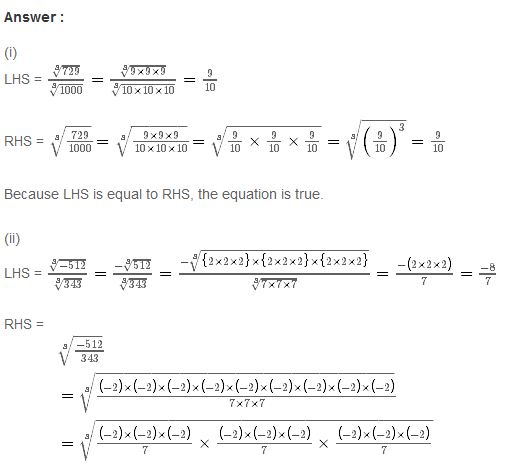 Answer :
(i)
LHS = ∛729/∛1000 = ∛(9×9×9)/∛(10×10×10) = 9/10
RHS = ∛(729/1000) = ∛((9×9×9)/(10×10×10)) = ∛(9/10 × 9/10 × 9/10) = ∛((9/10)^3) = 9/10
Because LHS is equal to RHS, the equation is true.
(ii)
LHS = ∛-512/∛343 = -∛512/∛343 = -∛({2×2×2}×{2×2×2}×{2×2×2})/∛(7×7×7) = -(2×2×2)/7 = -8/7
RHS =
∛(-512/343)
= ∛(((-2)×(-2)×(-2)×(-2)×(-2)×(-2)×(-2)×(-2)×(-2))/(7×7×7))
= ∛(((-2)×(-2)×(-2))/7 × ((-2)×(-2)×(-2))/7 × ((-2)×(-2)×(-2))/7)